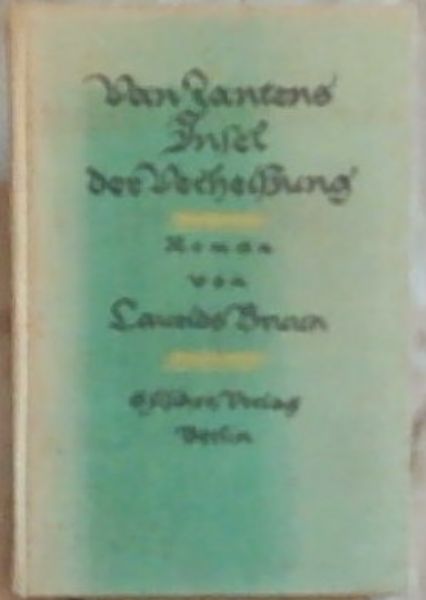 Van Zantens
Insel
der Verheißung
Roman
von
Laurids Bruun
S. Fischer, Verlag
Berlin